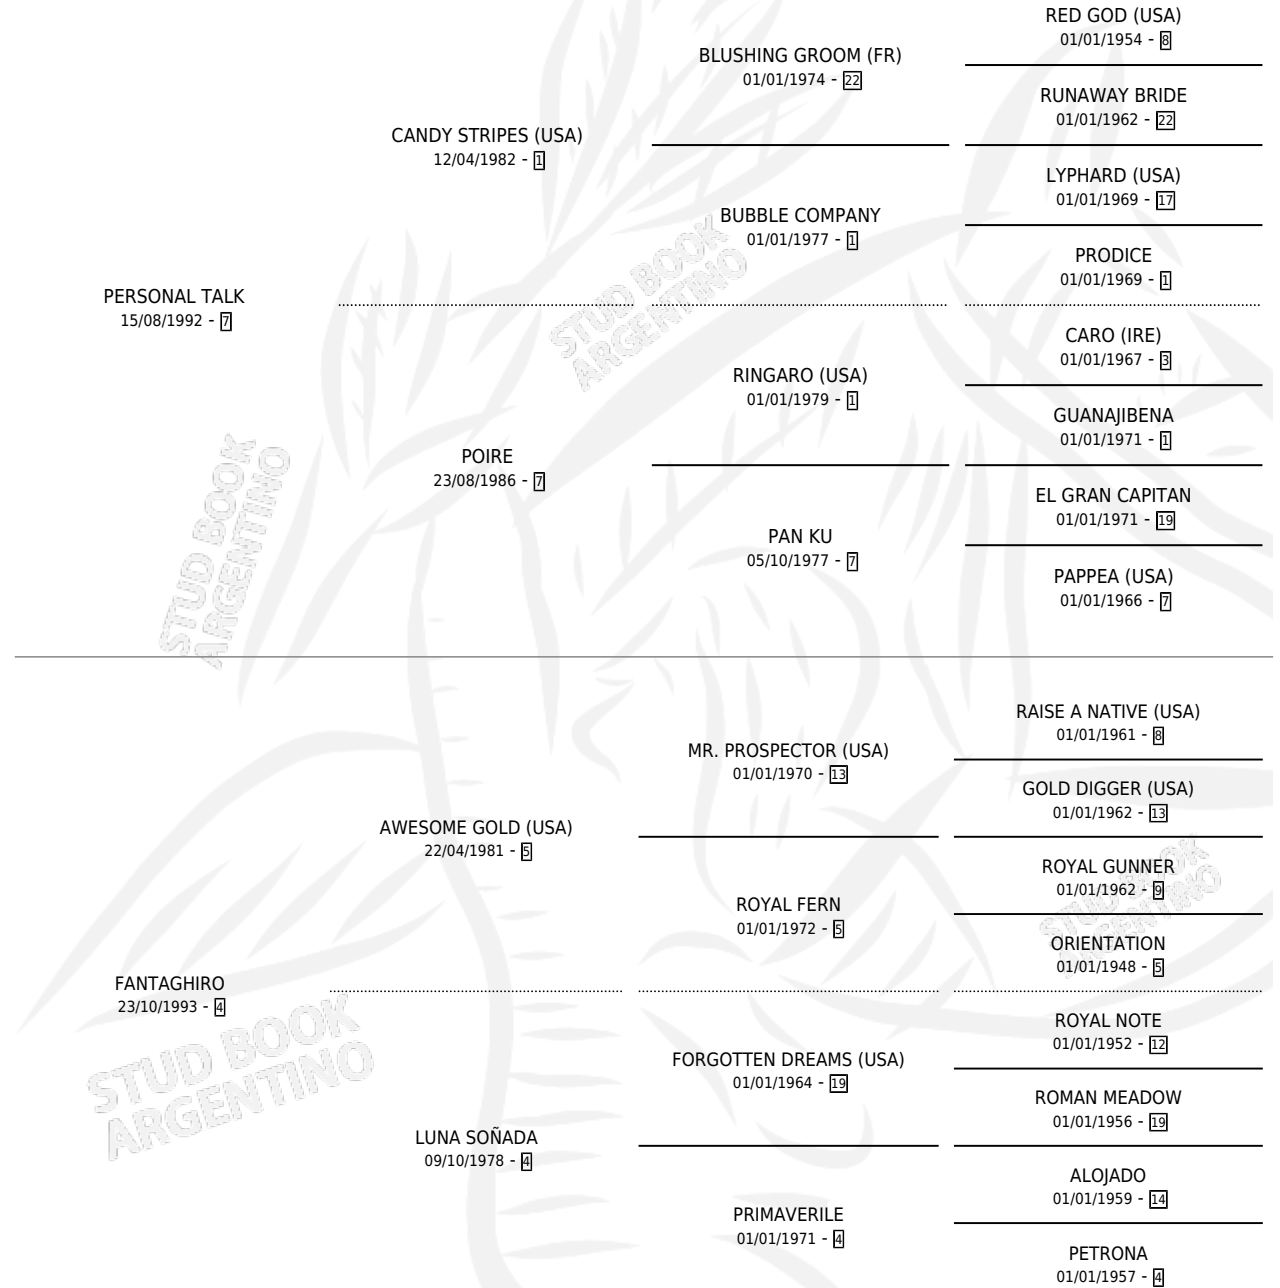 RED GOD (USA)
01/01/1954 - 8
BLUSHING GROOM (FR)
01/01/1974 - 22
RUNAWAY BRIDE
01/01/1962 - 22
CANDY STRIPES (USA)
12/04/1982 - 1
LYPHARD (USA)
01/01/1969 - 17
BUBBLE COMPANY
01/01/1977 - 1
PRODICE
01/01/1969 - 1
PERSONAL TALK
15/08/1992 - 7
CARO (IRE)
01/01/1967 - 3
RINGARO (USA)
01/01/1979 - 1
GUANAJIBENA
01/01/1971 - 1
POIRE
23/08/1986 - 7
EL GRAN CAPITAN
01/01/1971 - 19
PAN KU
05/10/1977 - 7
PAPPEA (USA)
01/01/1966 - 7
RAISE A NATIVE (USA)
01/01/1961 - 8
MR. PROSPECTOR (USA)
01/01/1970 - 13
GOLD DIGGER (USA)
01/01/1962 - 13
AWESOME GOLD (USA)
22/04/1981 - 5
ROYAL GUNNER
01/01/1962 - 9
ROYAL FERN
01/01/1972 - 5
ORIENTATION
01/01/1948 - 5
FANTAGHIRO
23/10/1993 - 4
ROYAL NOTE
01/01/1952 - 12
FORGOTTEN DREAMS (USA)
01/01/1964 - 19
ROMAN MEADOW
01/01/1956 - 19
LUNA SOÑADA
09/10/1978 - 4
ALOJADO
01/01/1959 - 14
PRIMAVERILE
01/01/1971 - 4
PETRONA
01/01/1957 - 4
STUD BOOK
ARGENTINO
STUD BOOK
ARGENTINO
STUD BOOK
ARGENTINO
STUD BOOK
ARGENTINO